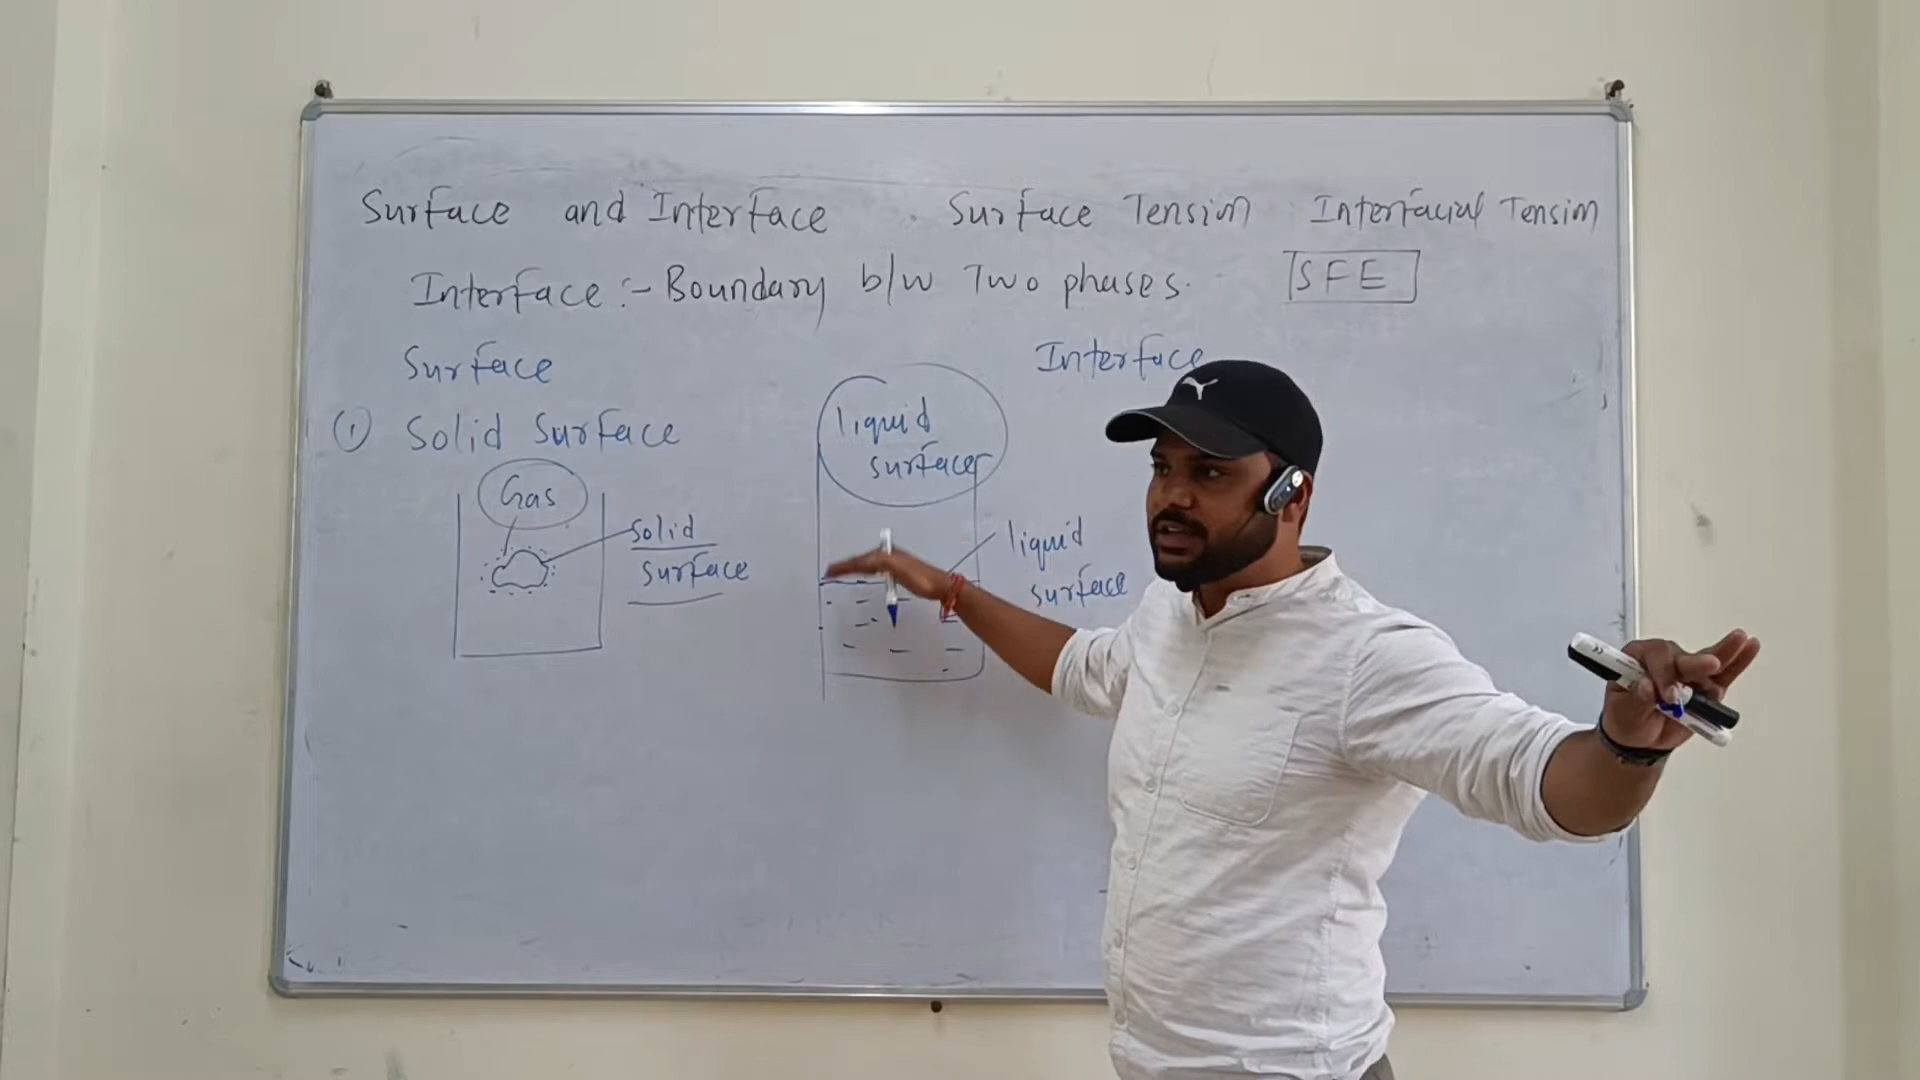 Surface and Interface Surface Tension Interfacial Tension
Interface :- Boundary b/w Two phases. SFE
Surface Interface
① Solid Surface
liquid
surface
Gas
Solid
surface
liquid
surface